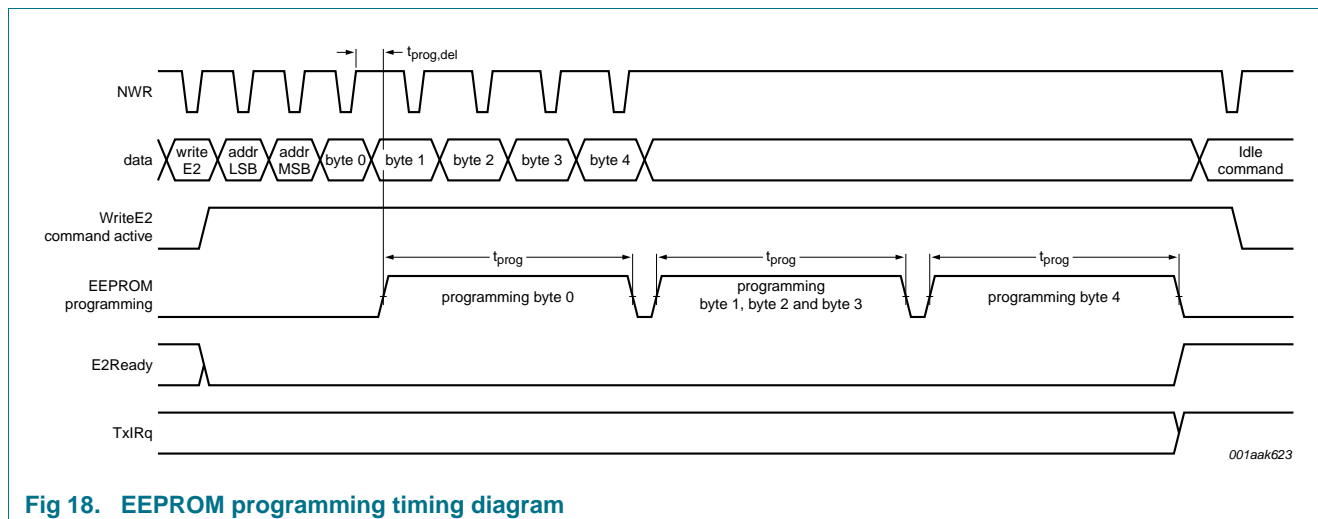 tprog,del
NWR
data
write
E2
addr
LSB
addr
MSB
byte 0
byte 1
byte 2
byte 3
byte 4
Idle
command
WriteE2
command active
tprog
tprog
tprog
EEPROM
programming
programming byte 0
programming
byte 1, byte 2 and byte 3
programming byte 4
E2Ready
TxIRq
001aak623
Fig 18. EEPROM programming timing diagram